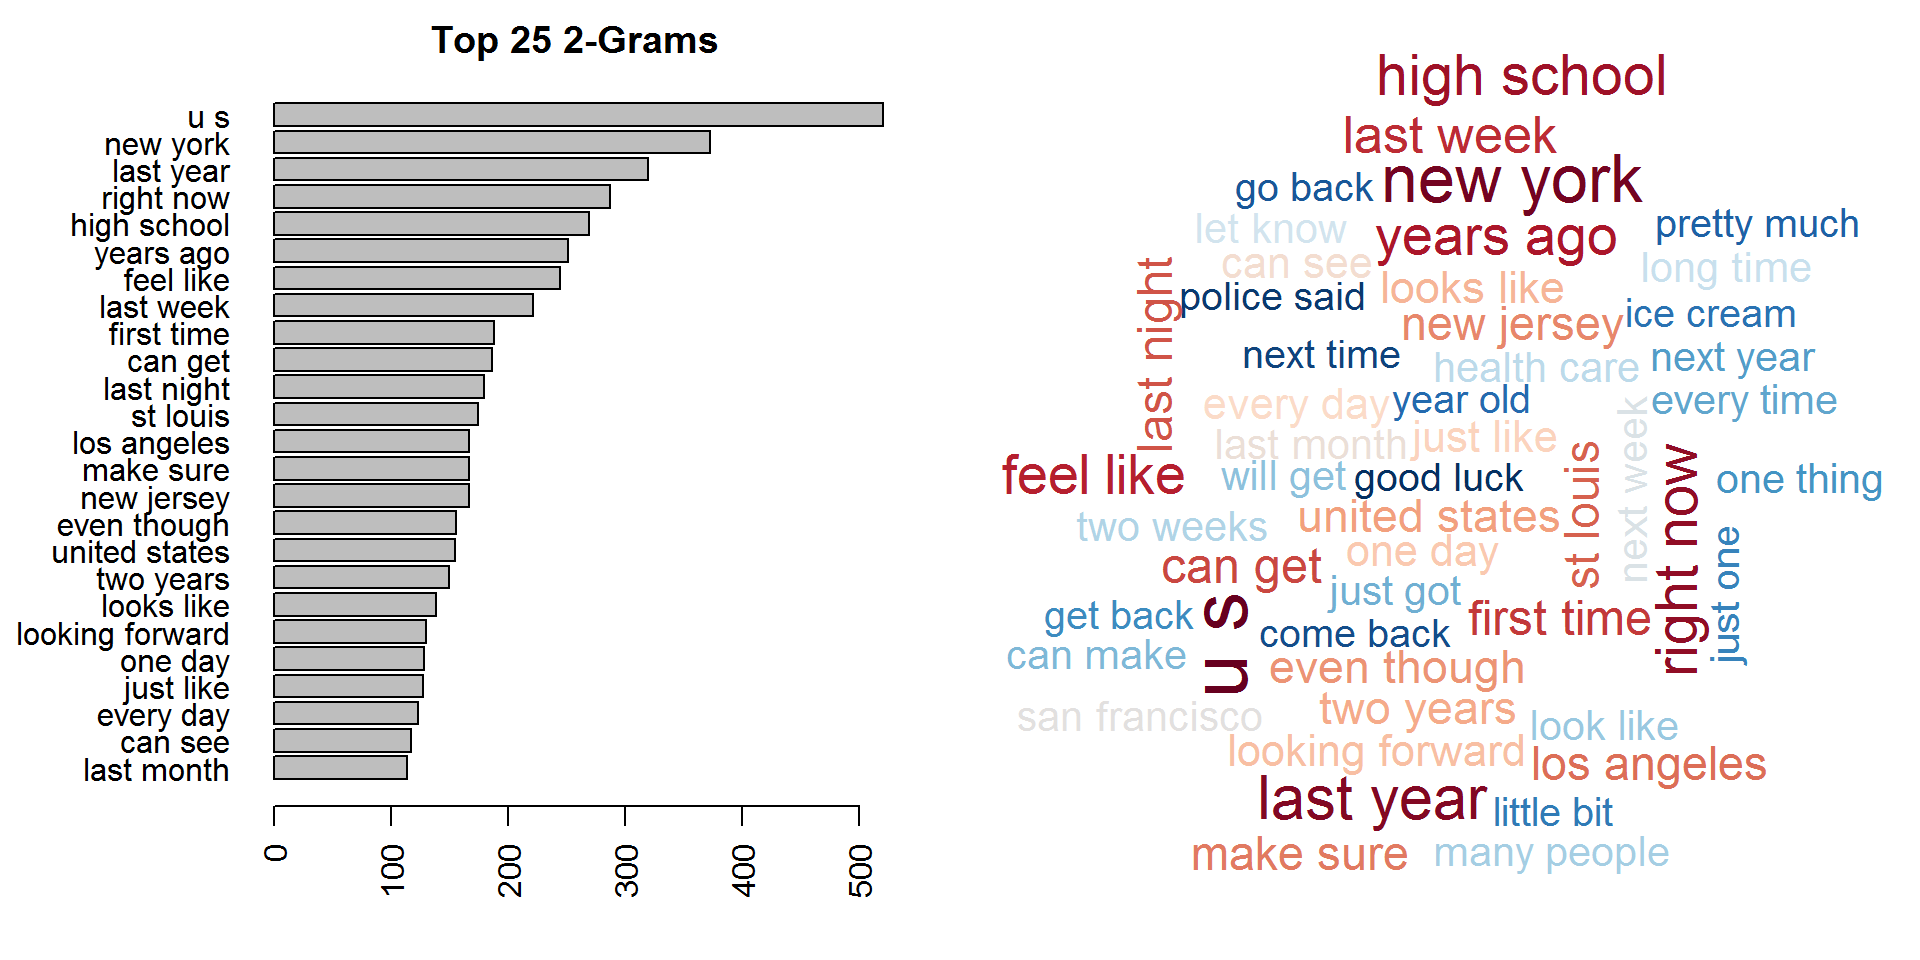 Top 25 2-Grams
u s
new york
last year
right now
high school
years ago
feel like
last week
first time
can get
last night
st louis
los angeles
make sure
new jersey
even though
united states
two years
looks like
looking forward
one day
just like
every day
can see
last month
0
100
200
300
400
500
high school
last week
new york
go back
let know
years ago
pretty much
can see
long time
last night
police said
looks like
ice cream
new jersey
next time
health care
next year
every day
year old
every time
last month
just like
next week
feel like
will get
good luck
st louis
right now
one thing
two weeks
united states
one day
can get
just got
just one
get back
u s
come back
first time
can make
even though
san francisco
two years
look like
looking forward
los angeles
last year
little bit
make sure
many people